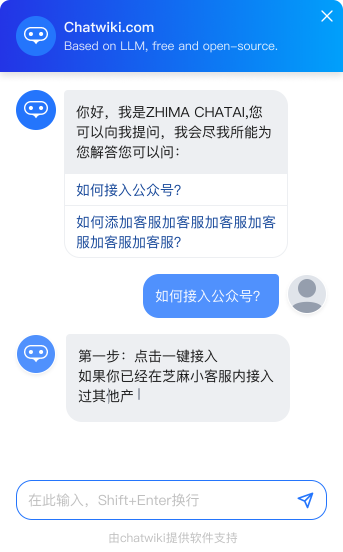 Chatwiki.com
Based on LLM, free and open-source.
你好，我是ZHIMA CHATAI,您
可以向我提问，我会尽我所能为
您解答您可以问：
如何接入公众号?
如何添加客服加客服加客服加客
服加客服加客服?
如何接入公众号?
第一步：点击一键接入
如果你已经在芝麻小客服内接入
过其他产
在此输入，Shift+Enter换行
由chatwiki提供软件支持